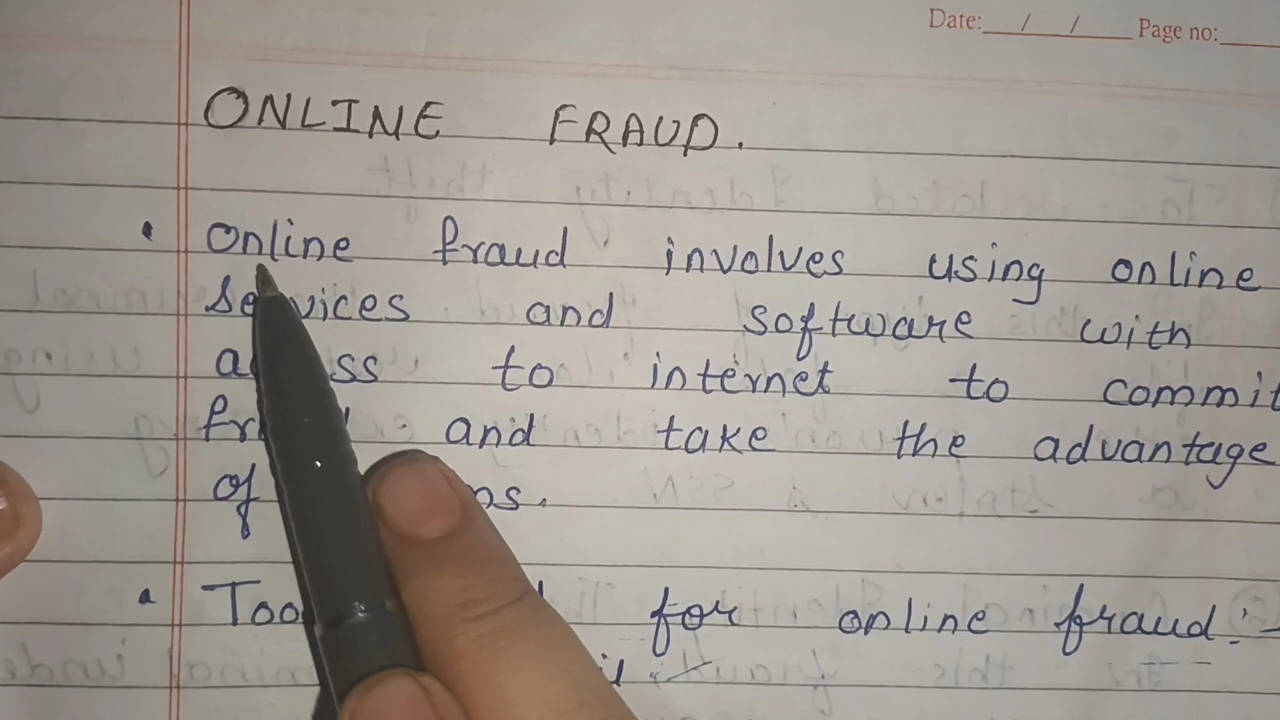 Date: / / Page no:
ONLINE FRAUD.
• Online fraud involves using online
services and software with
to internet to commit
and take the advantage
of
• for online fraud:-